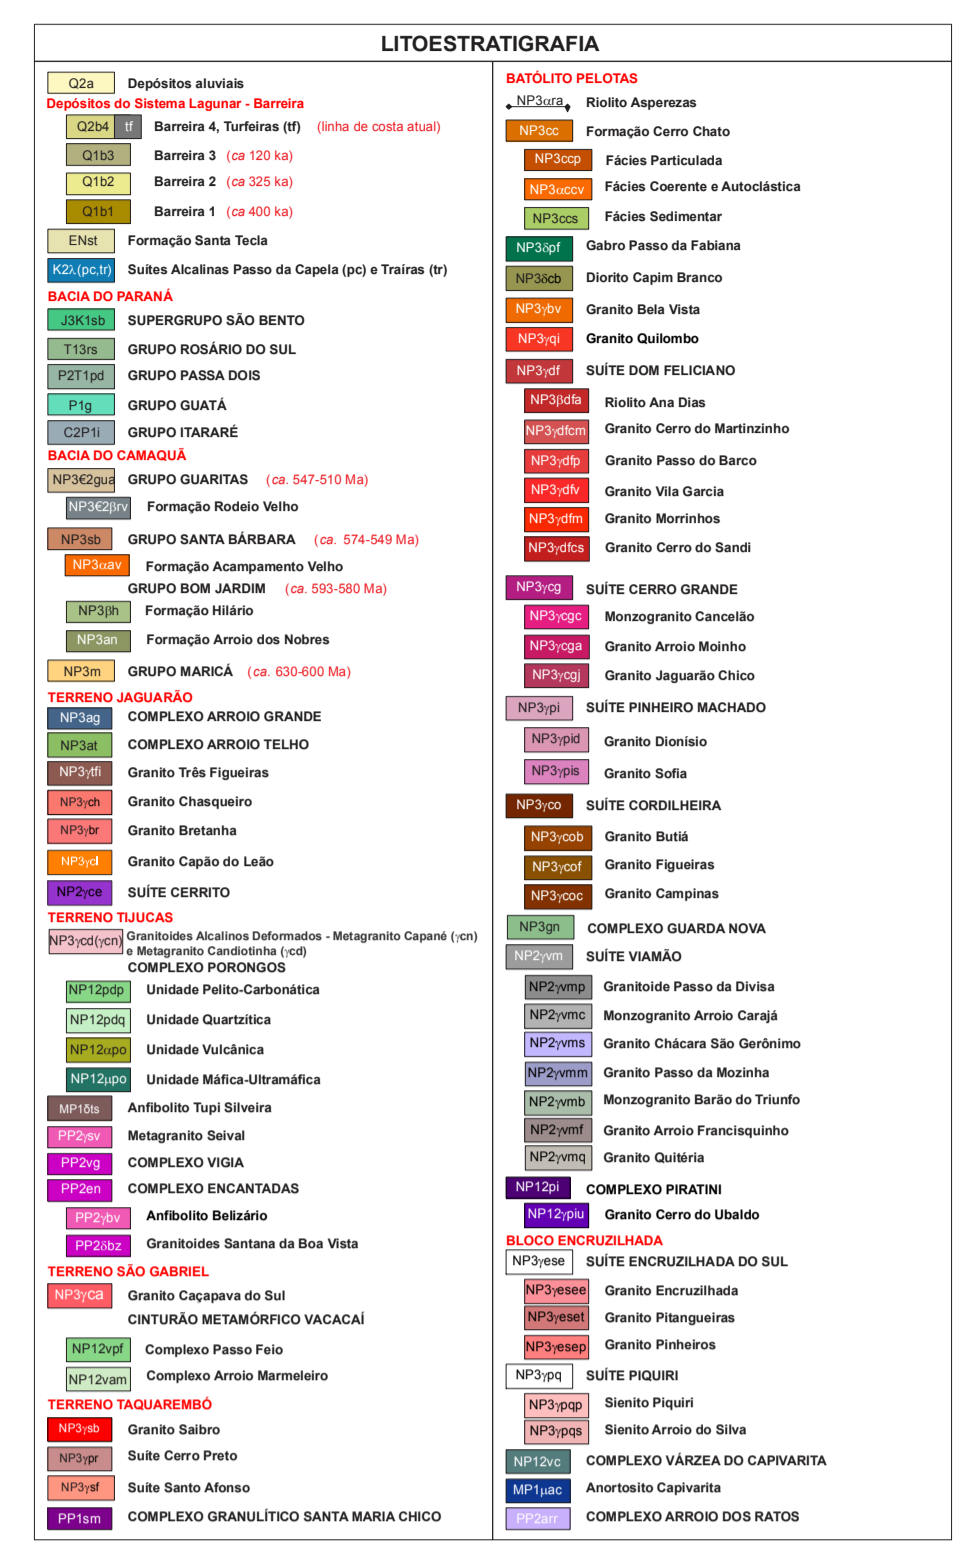 LITOESTRATIGRAFIA
Q2a Depósitos aluviais
Depósitos do Sistema Lagunar - Barreira
Q2b4 tf Barreira 4, Turfeiras (tf) (linha de costa atual)
Q1b3 Barreira 3 (ca 120 ka)
Q1b2 Barreira 2 (ca 325 ka)
Q1b1 Barreira 1 (ca 400 ka)
ENst Formação Santa Tecla
K2λ(pc,tr) Suítes Alcalinas Passo da Capela (pc) e Traíras (tr)
BACIA DO PARANÁ
J3K1sb SUPERGRUPO SÃO BENTO
T13rs GRUPO ROSÁRIO DO SUL
P2T1pd GRUPO PASSA DOIS
P1g GRUPO GUATÁ
C2P1i GRUPO ITARARÉ
BACIA DO CAMAQUÃ
NP3€2gua GRUPO GUARITAS (ca. 547-510 Ma)
NP3€2βrv Formação Rodeio Velho
NP3sb GRUPO SANTA BÁRBARA (ca. 574-549 Ma)
NP3αav Formação Acampamento Velho
GRUPO BOM JARDIM (ca. 593-580 Ma)
NP3βh Formação Hilário
NP3an Formação Arroio dos Nobres
NP3m GRUPO MARICÁ (ca. 630-600 Ma)
TERRENO JAGUARÃO
NP3ag COMPLEXO ARROIO GRANDE
NP3at COMPLEXO ARROIO TELHO
NP3γtfi Granito Três Figueiras
NP3γch Granito Chasqueiro
NP3γbr Granito Bretanha
NP3γcl Granito Capão do Leão
NP2γce SUÍTE CERRITO
TERRENO TIJUCAS
NP3γcd(γcn) Granitoides Alcalinos Deformados - Metagranito Capané (γcn)
e Metagranito Candiotinha (γcd)
COMPLEXO PORONGOS
NP12pdp Unidade Pelito-Carbonática
NP12pdq Unidade Quartzítica
NP12αpo Unidade Vulcânica
NP12μpo Unidade Máfica-Ultramáfica
MP1δts Anfibolito Tupi Silveira
PP2γsv Metagranito Seival
PP2vg COMPLEXO VIGIA
PP2en COMPLEXO ENCANTADAS
PP2γbv Anfibolito Belizário
PP2δbz Granitoides Santana da Boa Vista
TERRENO SÃO GABRIEL
NP3γca Granito Caçapava do Sul
CINTURÃO METAMÓRFICO VACACAÍ
NP12vpf Complexo Passo Feio
NP12vam Complexo Arroio Marmeleiro
TERRENO TAQUAREMBÓ
NP3γsb Granito Saibro
NP3γpr Suíte Cerro Preto
NP3γsf Suíte Santo Afonso
PP1sm COMPLEXO GRANULÍTICO SANTA MARIA CHICO
BATÓLITO PELOTAS
NP3αra Riolito Asperezas
NP3cc Formação Cerro Chato
NP3ccp Fácies Particulada
NP3αccv Fácies Coerente e Autoclástica
NP3ccs Fácies Sedimentar
NP3δpf Gabro Passo da Fabiana
NP3δcb Diorito Capim Branco
NP3γbv Granito Bela Vista
NP3γqi Granito Quilombo
NP3γdf SUÍTE DOM FELICIANO
NP3βdfa Riolito Ana Dias
NP3γdfcm Granito Cerro do Martinzinho
NP3γdfp Granito Passo do Barco
NP3γdfv Granito Vila Garcia
NP3γdfm Granito Morrinhos
NP3γdfcs Granito Cerro do Sandi
NP3γcg SUÍTE CERRO GRANDE
NP3γcgc Monzogranito Cancelão
NP3γcga Granito Arroio Moinho
NP3γcgj Granito Jaguarão Chico
NP3γpi SUÍTE PINHEIRO MACHADO
NP3γpid Granito Dionísio
NP3γpis Granito Sofia
NP3γco SUÍTE CORDILHEIRA
NP3γcob Granito Butiá
NP3γcof Granito Figueiras
NP3γcoc Granito Campinas
NP3gn COMPLEXO GUARDA NOVA
NP2γvm SUÍTE VIAMÃO
NP2γvmp Granitoide Passo da Divisa
NP2γvmc Monzogranito Arroio Carajá
NP2γvms Granito Chácara São Gerônimo
NP2γvmm Granito Passo da Mozinha
NP2γvmb Monzogranito Barão do Triunfo
NP2γvmf Granito Arroio Francisquinho
NP2γvmq Granito Quitéria
NP12pi COMPLEXO PIRATINI
NP12γpiu Granito Cerro do Ubaldo
BLOCO ENCRUZILHADA
NP3γese SUÍTE ENCRUZILHADA DO SUL
NP3γesee Granito Encruzilhada
NP3γeset Granito Pitangueiras
NP3γesep Granito Pinheiros
NP3γpq SUÍTE PIQUIRI
NP3γpqp Sienito Piquiri
NP3γpqs Sienito Arroio do Silva
NP12vc COMPLEXO VÁRZEA DO CAPIVARITA
MP1μac Anortosito Capivarita
PP2arr COMPLEXO ARROIO DOS RATOS